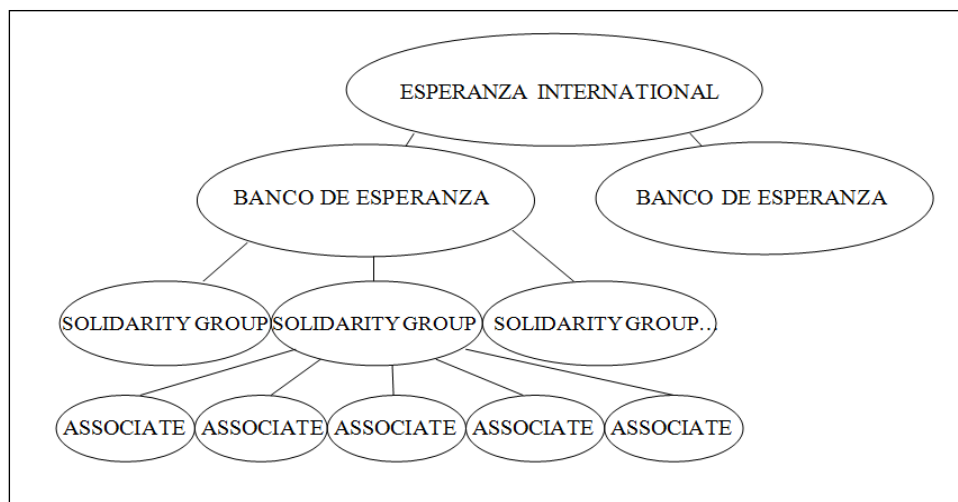 ESPERANZA INTERNATIONAL
BANCO DE ESPERANZA
BANCO DE ESPERANZA
SOLIDARITY GROUP
SOLIDARITY GROUP
SOLIDARITY GROUP...
ASSOCIATE
ASSOCIATE
ASSOCIATE
ASSOCIATE
ASSOCIATE